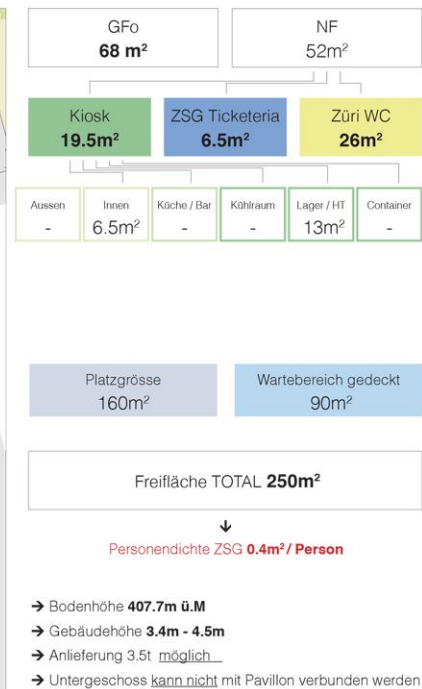 GFo
68 m²
NF
52m²
Kiosk
19.5m²
ZSG Ticketeria
6.5m²
Züri WC
26m²
Aussen
-
Innen
6.5m²
Küche / Bar
-
Kühlraum
-
Lager / HT
13m²
Container
-
Platzgrösse
160m²
Wartebereich gedeckt
90m²
Freifläche TOTAL 250m²
↓
Personendichte ZSG 0.4m²/ Person
→ Bodenhöhe 407.7m ü.M
→ Gebäudehöhe 3.4m - 4.5m
→ Anlieferung 3.5t möglich
→ Untergeschoss kann nicht mit Pavillon verbunden werden